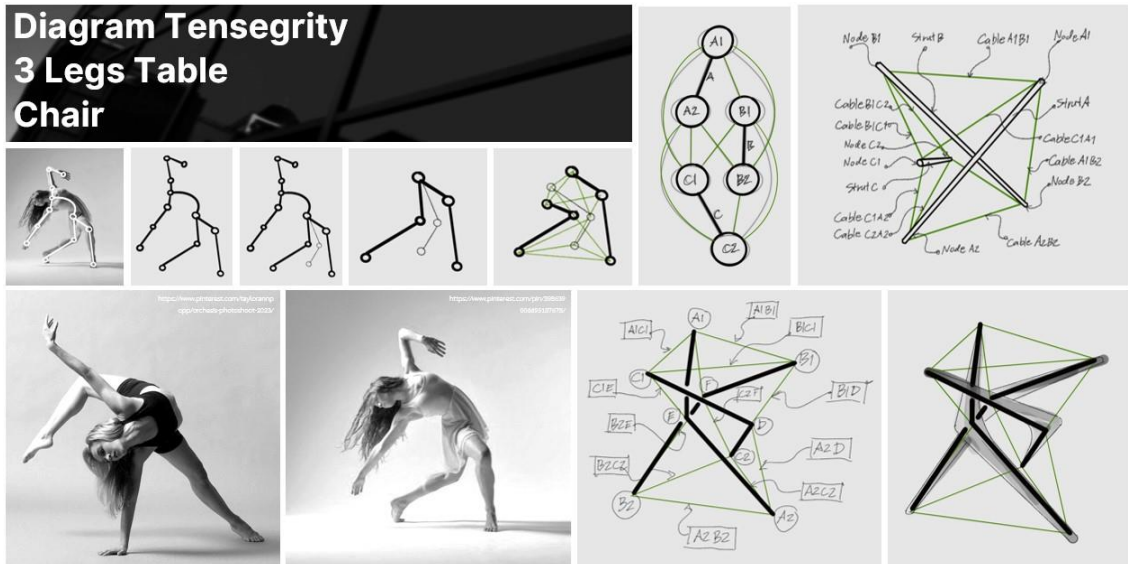 Diagram Tensegrity
3 Legs Table
Chair
A1
A
A2
B1
B
C1
B2
C
C2
Node B1
Strut B
Cable A1B1
Node A1
Cable B1C2
Cable B1C1
Node C2
Node C1
Strut C
Cable C1A2
Cable C2A2
Node A2
Cable A2B2
Node B2
Cable A1B2
Cable C1A1
Strut A
A1
A1B1
A1C1
B1C1
B1
C1
F
C1E
C2F
B1D
E
D
B2E
C2
A2D
B2C2
A2C2
B2
A2
A2B2